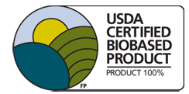 USDA
CERTIFIED
BIOBASED
PRODUCT
PRODUCT 100%
FP